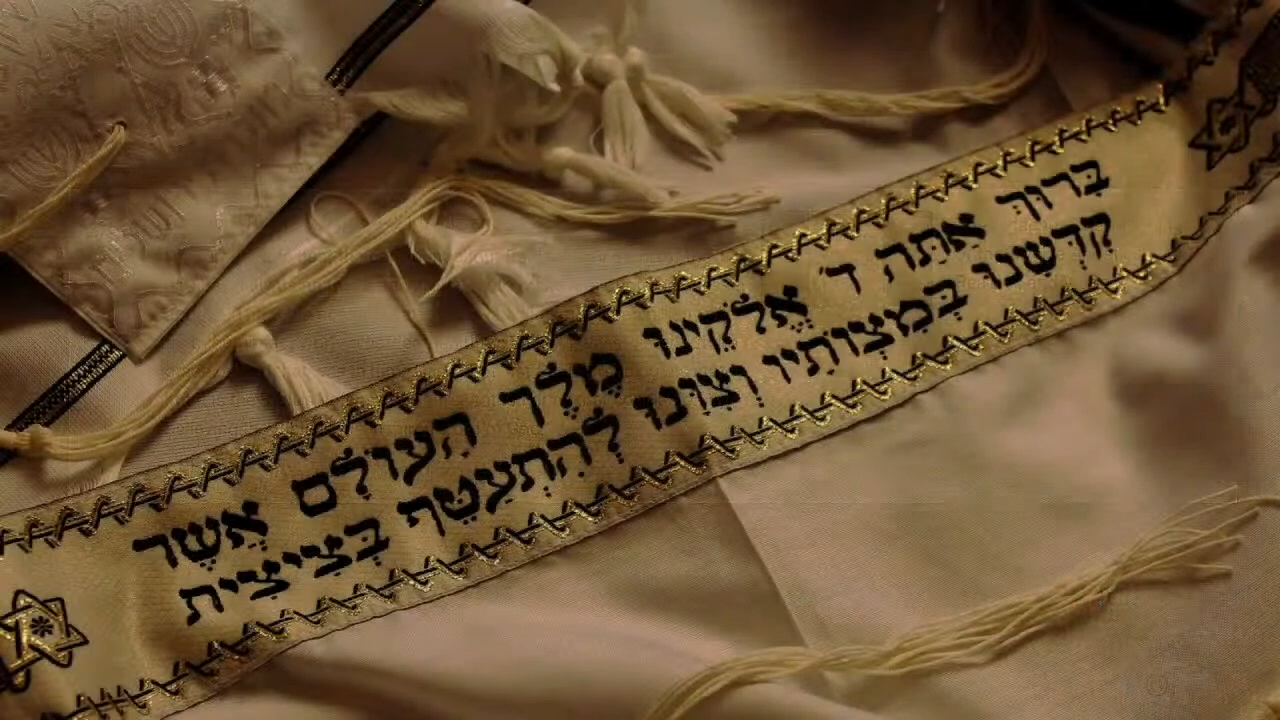 בָּרוּךְ אַתָּה ד' אֱלֹקֵינוּ מֶלֶךְ הָעוֹלָם אֲשֶׁר
קִדְּשָׁנוּ בְּמִצְוֹתָיו וְצִוָּנוּ לְהִתְעַטֵּף בְּצִיצִית